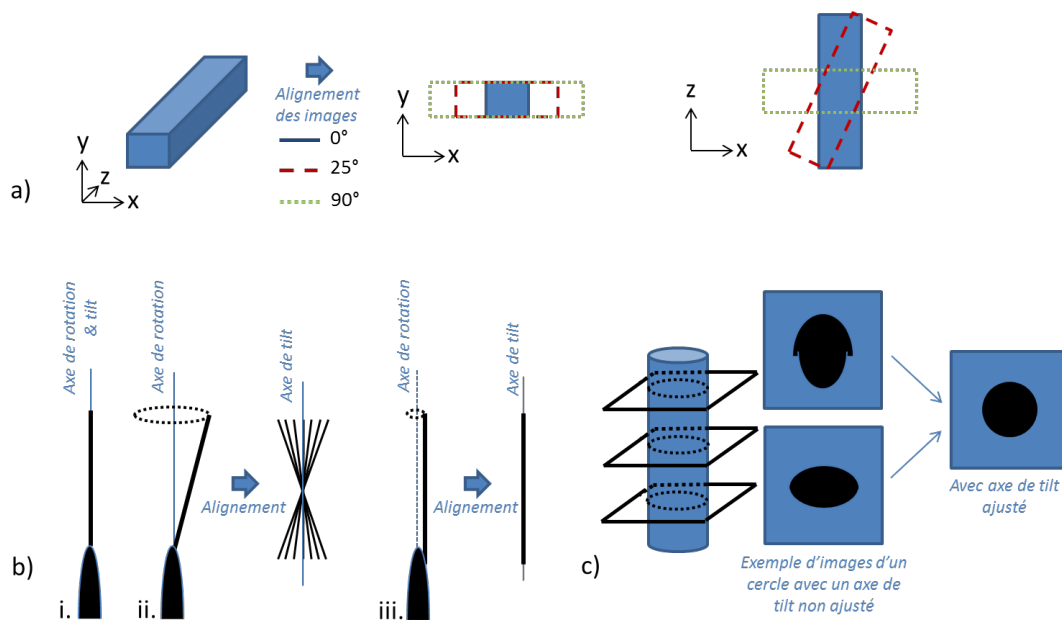 y
z
x
a)
Alignement
des images
0°
25°
90°
y
x
z
x
Axe de rotation
& tilt
Axe de rotation
Axe de tilt
Alignement
Axe de rotation
Axe de tilt
Alignement
b)
i.
ii.
iii.
c)
Exemple d'images d'un
cercle avec un axe de
tilt non ajusté
Avec axe de tilt
ajusté